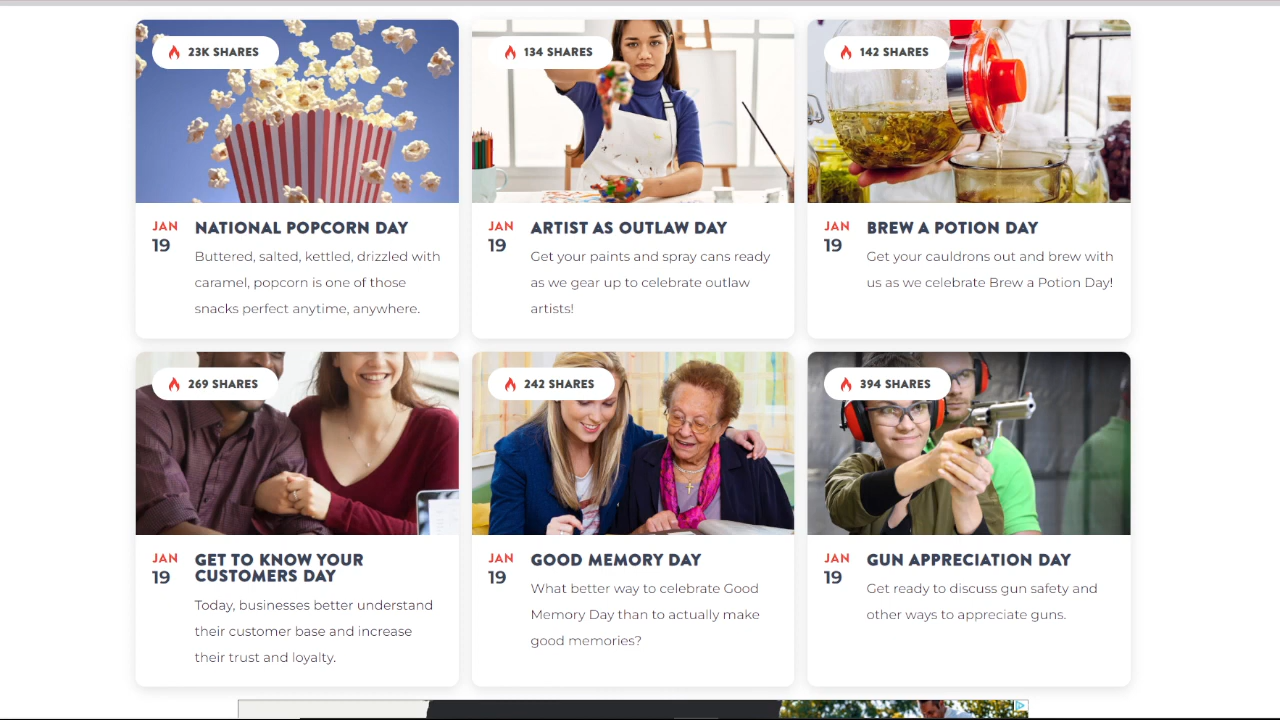 23K SHARES
134 SHARES
142 SHARES
JAN
19
NATIONAL POPCORN DAY
Buttered, salted, kettled, drizzled with
caramel, popcorn is one of those
snacks perfect anytime, anywhere.
JAN
19
ARTIST AS OUTLAW DAY
Get your paints and spray cans ready
as we gear up to celebrate outlaw
artists!
JAN
19
BREW A POTION DAY
Get your cauldrons out and brew with
us as we celebrate Brew a Potion Day!
269 SHARES
242 SHARES
394 SHARES
JAN
19
GET TO KNOW YOUR
CUSTOMERS DAY
Today, businesses better understand
their customer base and increase
their trust and loyalty.
JAN
19
GOOD MEMORY DAY
What better way to celebrate Good
Memory Day than to actually make
good memories?
JAN
19
GUN APPRECIATION DAY
Get ready to discuss gun safety and
other ways to appreciate guns.